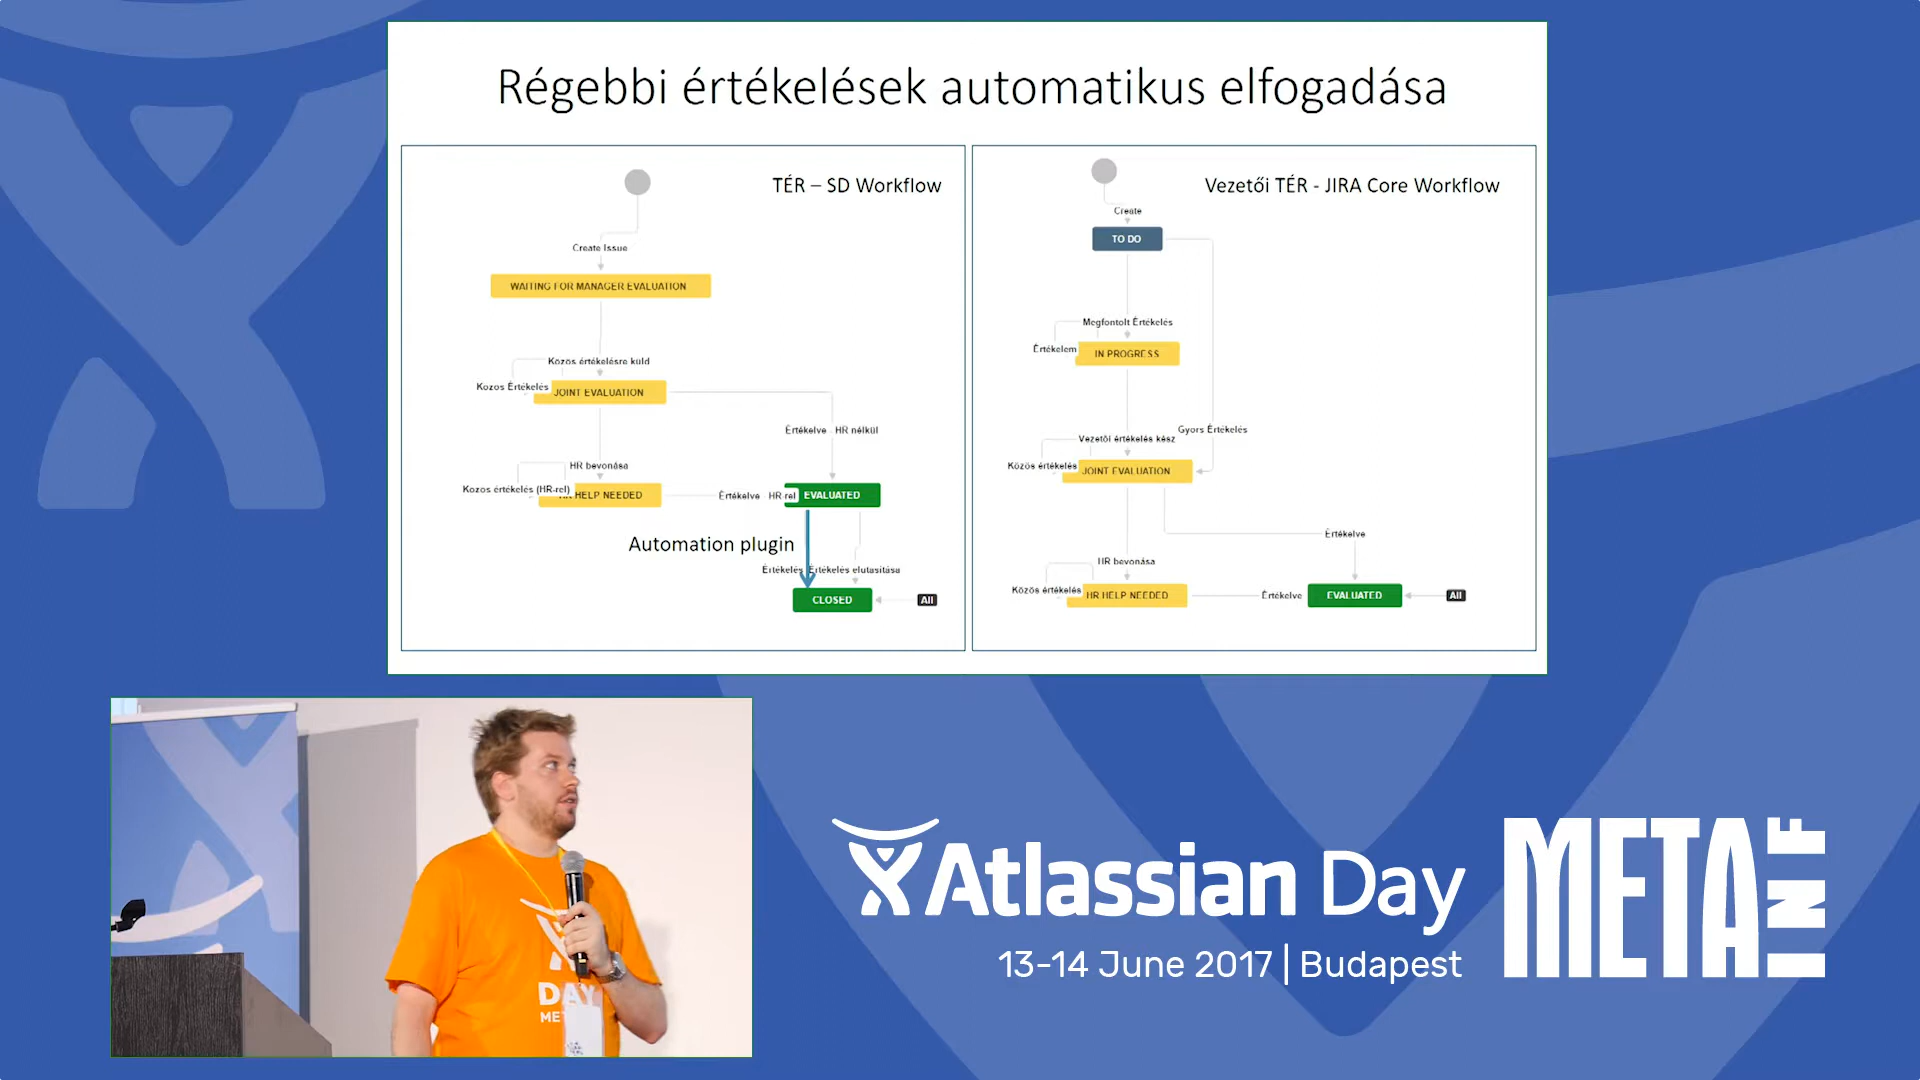 Régebbi értékelések automatikus elfogadása
TÉR – SD Workflow
Create Issue
WAITING FOR MANAGER EVALUATION
Kozos értékelésre kuld
Kozos Értékelés
JOINT EVALUATION
Értékelve HR nélkül
HR bevonása
Kozos értékelés (HR-rel)
HELP NEEDED
Értékelve HR rel
EVALUATED
Automation plugin
Értékelés
Értékelés elutasítása
CLOSED
All
Vezetői TÉR - JIRA Core Workflow
Create
TO DO
Megfontolt Értékelés
Értékelem
IN PROGRESS
Gyors Értékelés
Vezetői értékelés kész
Közös értékelés
JOINT EVALUATION
Értékelve
HR bevonása
Közös értékelés
HR HELP NEEDED
Értékelve
EVALUATED
All
DAY
ME
Atlassian Day
13-14 June 2017 | Budapest
META
INF